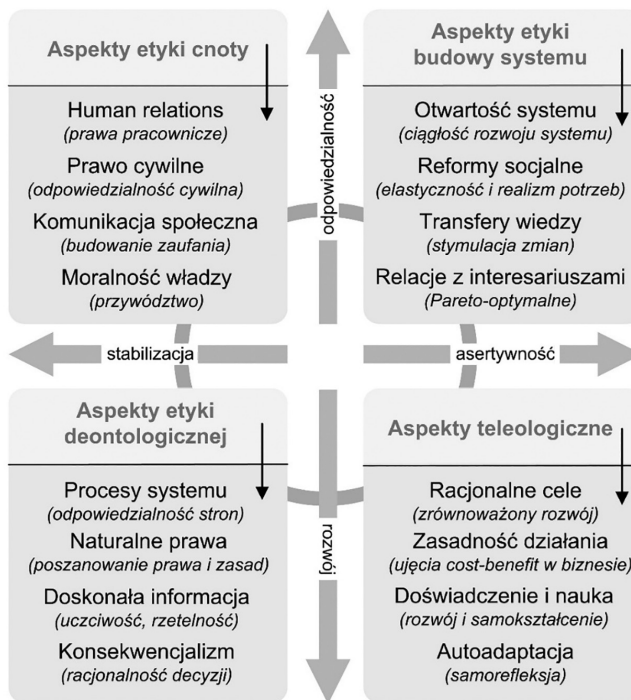 Aspekty etyki cnoty
Human relations
(prawa pracownicze)
Prawo cywilne
(odpowiedzialność cywilna)
Komunikacja społeczna
(budowanie zaufania)
Moralność władzy
(przywództwo)
odpowiedzialność
Aspekty etyki
budowy systemu
Otwartość systemu
(ciągłość rozwoju systemu)
Reformy socjalne
(elastyczność i realizm potrzeb)
Transfery wiedzy
(stymulacja zmian)
Relacje z interesariuszami
(Pareto-optymalne)
stabilizacja
asertywność
Aspekty etyki
deontologicznej
Procesy systemu
(odpowiedzialność stron)
Naturalne prawa
(poszanowanie prawa i zasad)
Doskonała informacja
(uczciwość, rzetelność)
Konsekwencjalizm
(racjonalność decyzji)
rozwój
Aspekty teleologiczne
Racjonalne cele
(zrównoważony rozwój)
Zasadność działania
(ujęcia cost-benefit w biznesie)
Doświadczenie i nauka
(rozwój i samokształcenie)
Autoadaptacja
(samorefleksja)